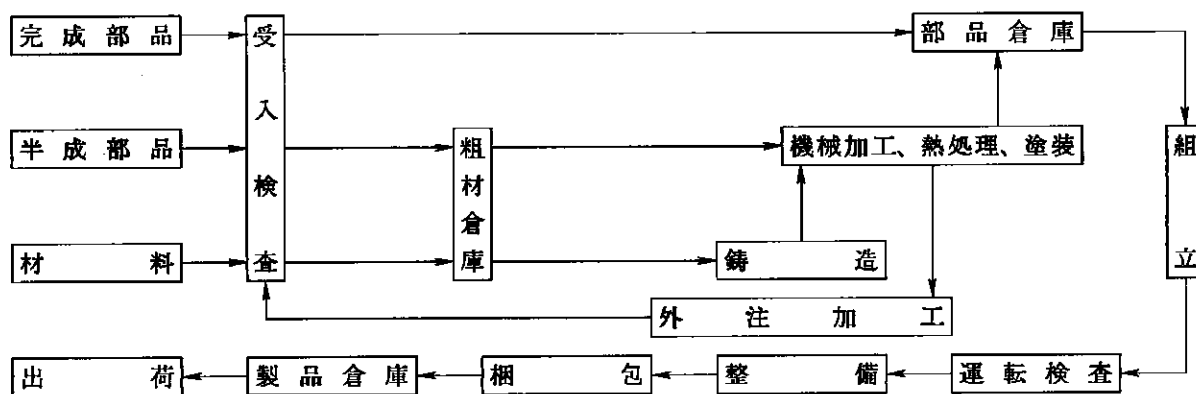 完成部品
受入検査
部品倉庫
半成部品
粗材倉庫
機械加工、熱処理、塗装
組立
材料
鋳造
外注加工
出荷
製品倉庫
梱包
整備
運転検査